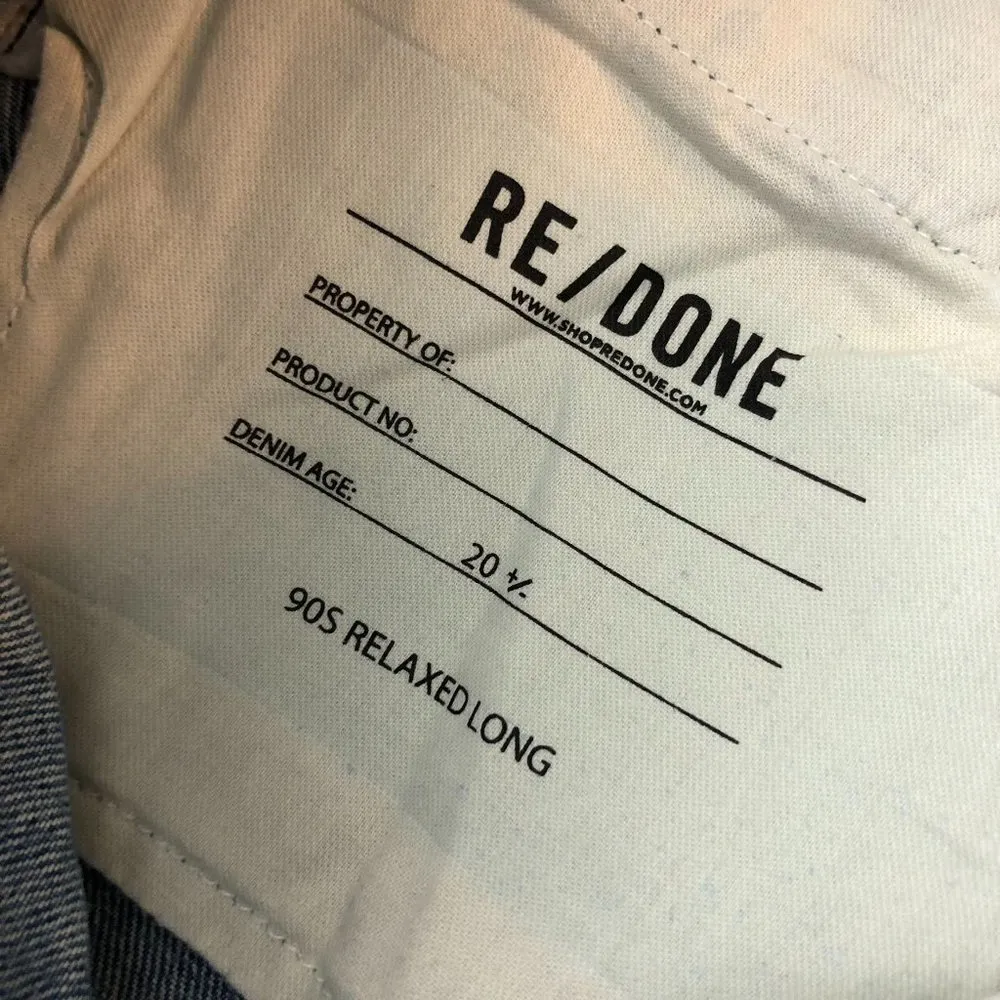 RE/DONE
WWW.SHOPREDONE.COM
PROPERTY OF:
PRODUCT NO:
DENIM AGE: 20 +/-
90S RELAXED LONG